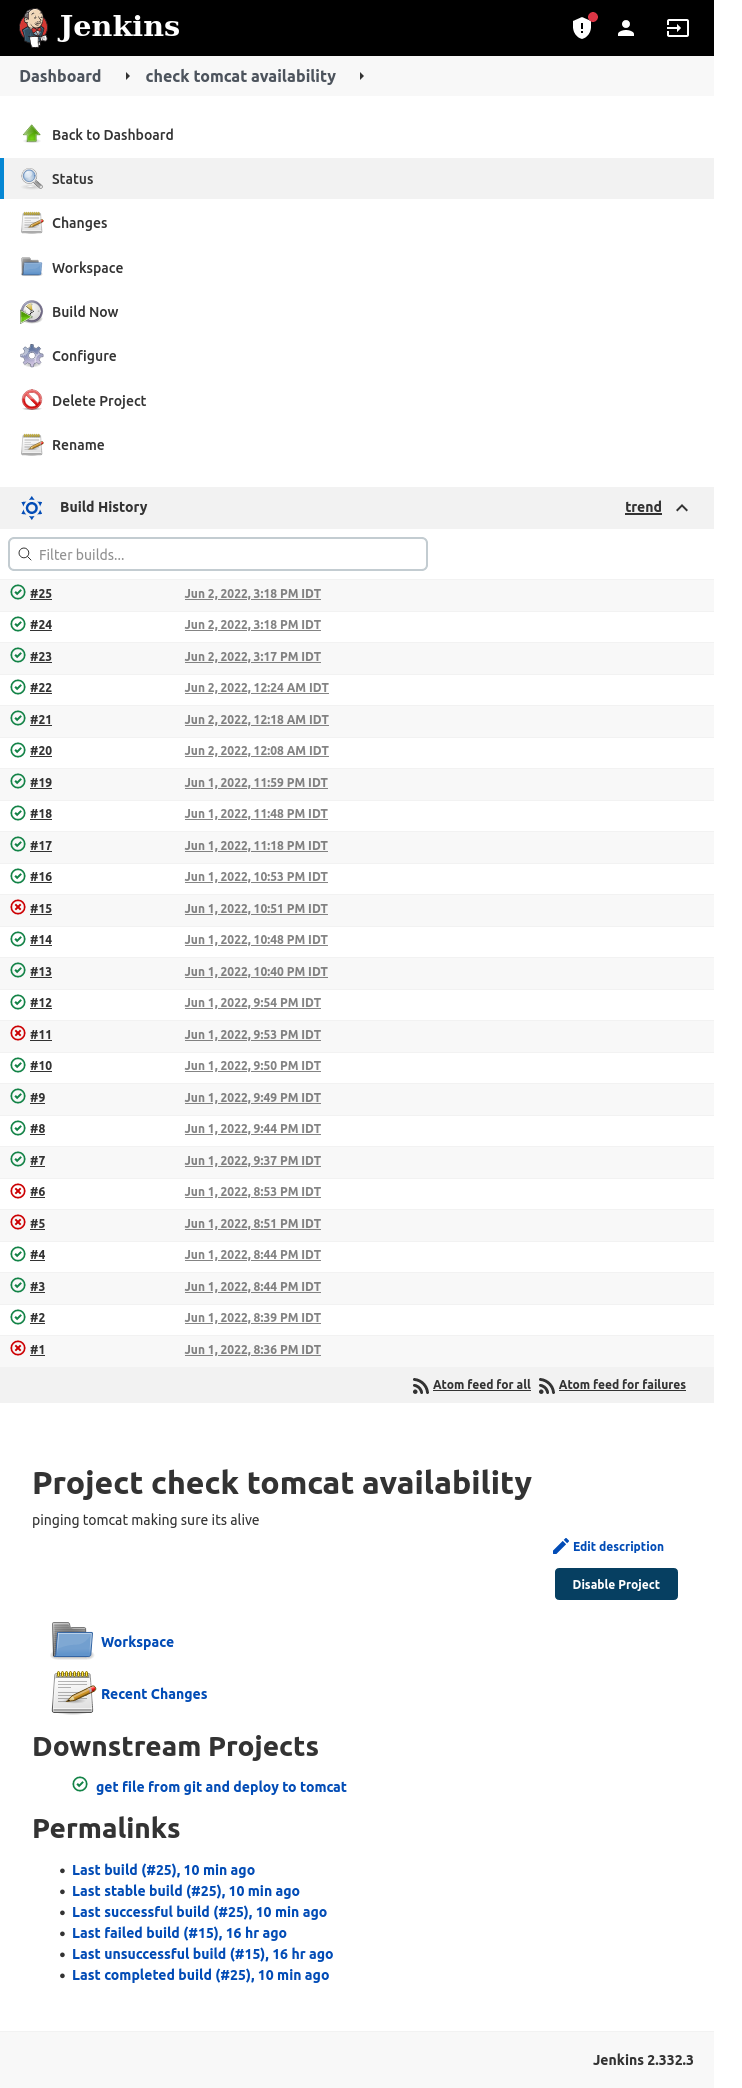 Jenkins
Dashboard check tomcat availability
Back to Dashboard
Status
Changes
Workspace
Build Now
Configure
Delete Project
Rename
Build History trend
Filter builds...
#25 Jun 2, 2022, 3:18 PM IDT
#24 Jun 2, 2022, 3:18 PM IDT
#23 Jun 2, 2022, 3:17 PM IDT
#22 Jun 2, 2022, 12:24 AM IDT
#21 Jun 2, 2022, 12:18 AM IDT
#20 Jun 2, 2022, 12:08 AM IDT
#19 Jun 1, 2022, 11:59 PM IDT
#18 Jun 1, 2022, 11:48 PM IDT
#17 Jun 1, 2022, 11:18 PM IDT
#16 Jun 1, 2022, 10:53 PM IDT
#15 Jun 1, 2022, 10:51 PM IDT
#14 Jun 1, 2022, 10:48 PM IDT
#13 Jun 1, 2022, 10:40 PM IDT
#12 Jun 1, 2022, 9:54 PM IDT
#11 Jun 1, 2022, 9:53 PM IDT
#10 Jun 1, 2022, 9:50 PM IDT
#9 Jun 1, 2022, 9:49 PM IDT
#8 Jun 1, 2022, 9:44 PM IDT
#7 Jun 1, 2022, 9:37 PM IDT
#6 Jun 1, 2022, 8:53 PM IDT
#5 Jun 1, 2022, 8:51 PM IDT
#4 Jun 1, 2022, 8:44 PM IDT
#3 Jun 1, 2022, 8:44 PM IDT
#2 Jun 1, 2022, 8:39 PM IDT
#1 Jun 1, 2022, 8:36 PM IDT
Atom feed for all Atom feed for failures
Project check tomcat availability
pinging tomcat making sure its alive
Edit description
Disable Project
Workspace
Recent Changes
Downstream Projects
get file from git and deploy to tomcat
Permalinks
• Last build (#25), 10 min ago
• Last stable build (#25), 10 min ago
• Last successful build (#25), 10 min ago
• Last failed build (#15), 16 hr ago
• Last unsuccessful build (#15), 16 hr ago
• Last completed build (#25), 10 min ago
Jenkins 2.332.3